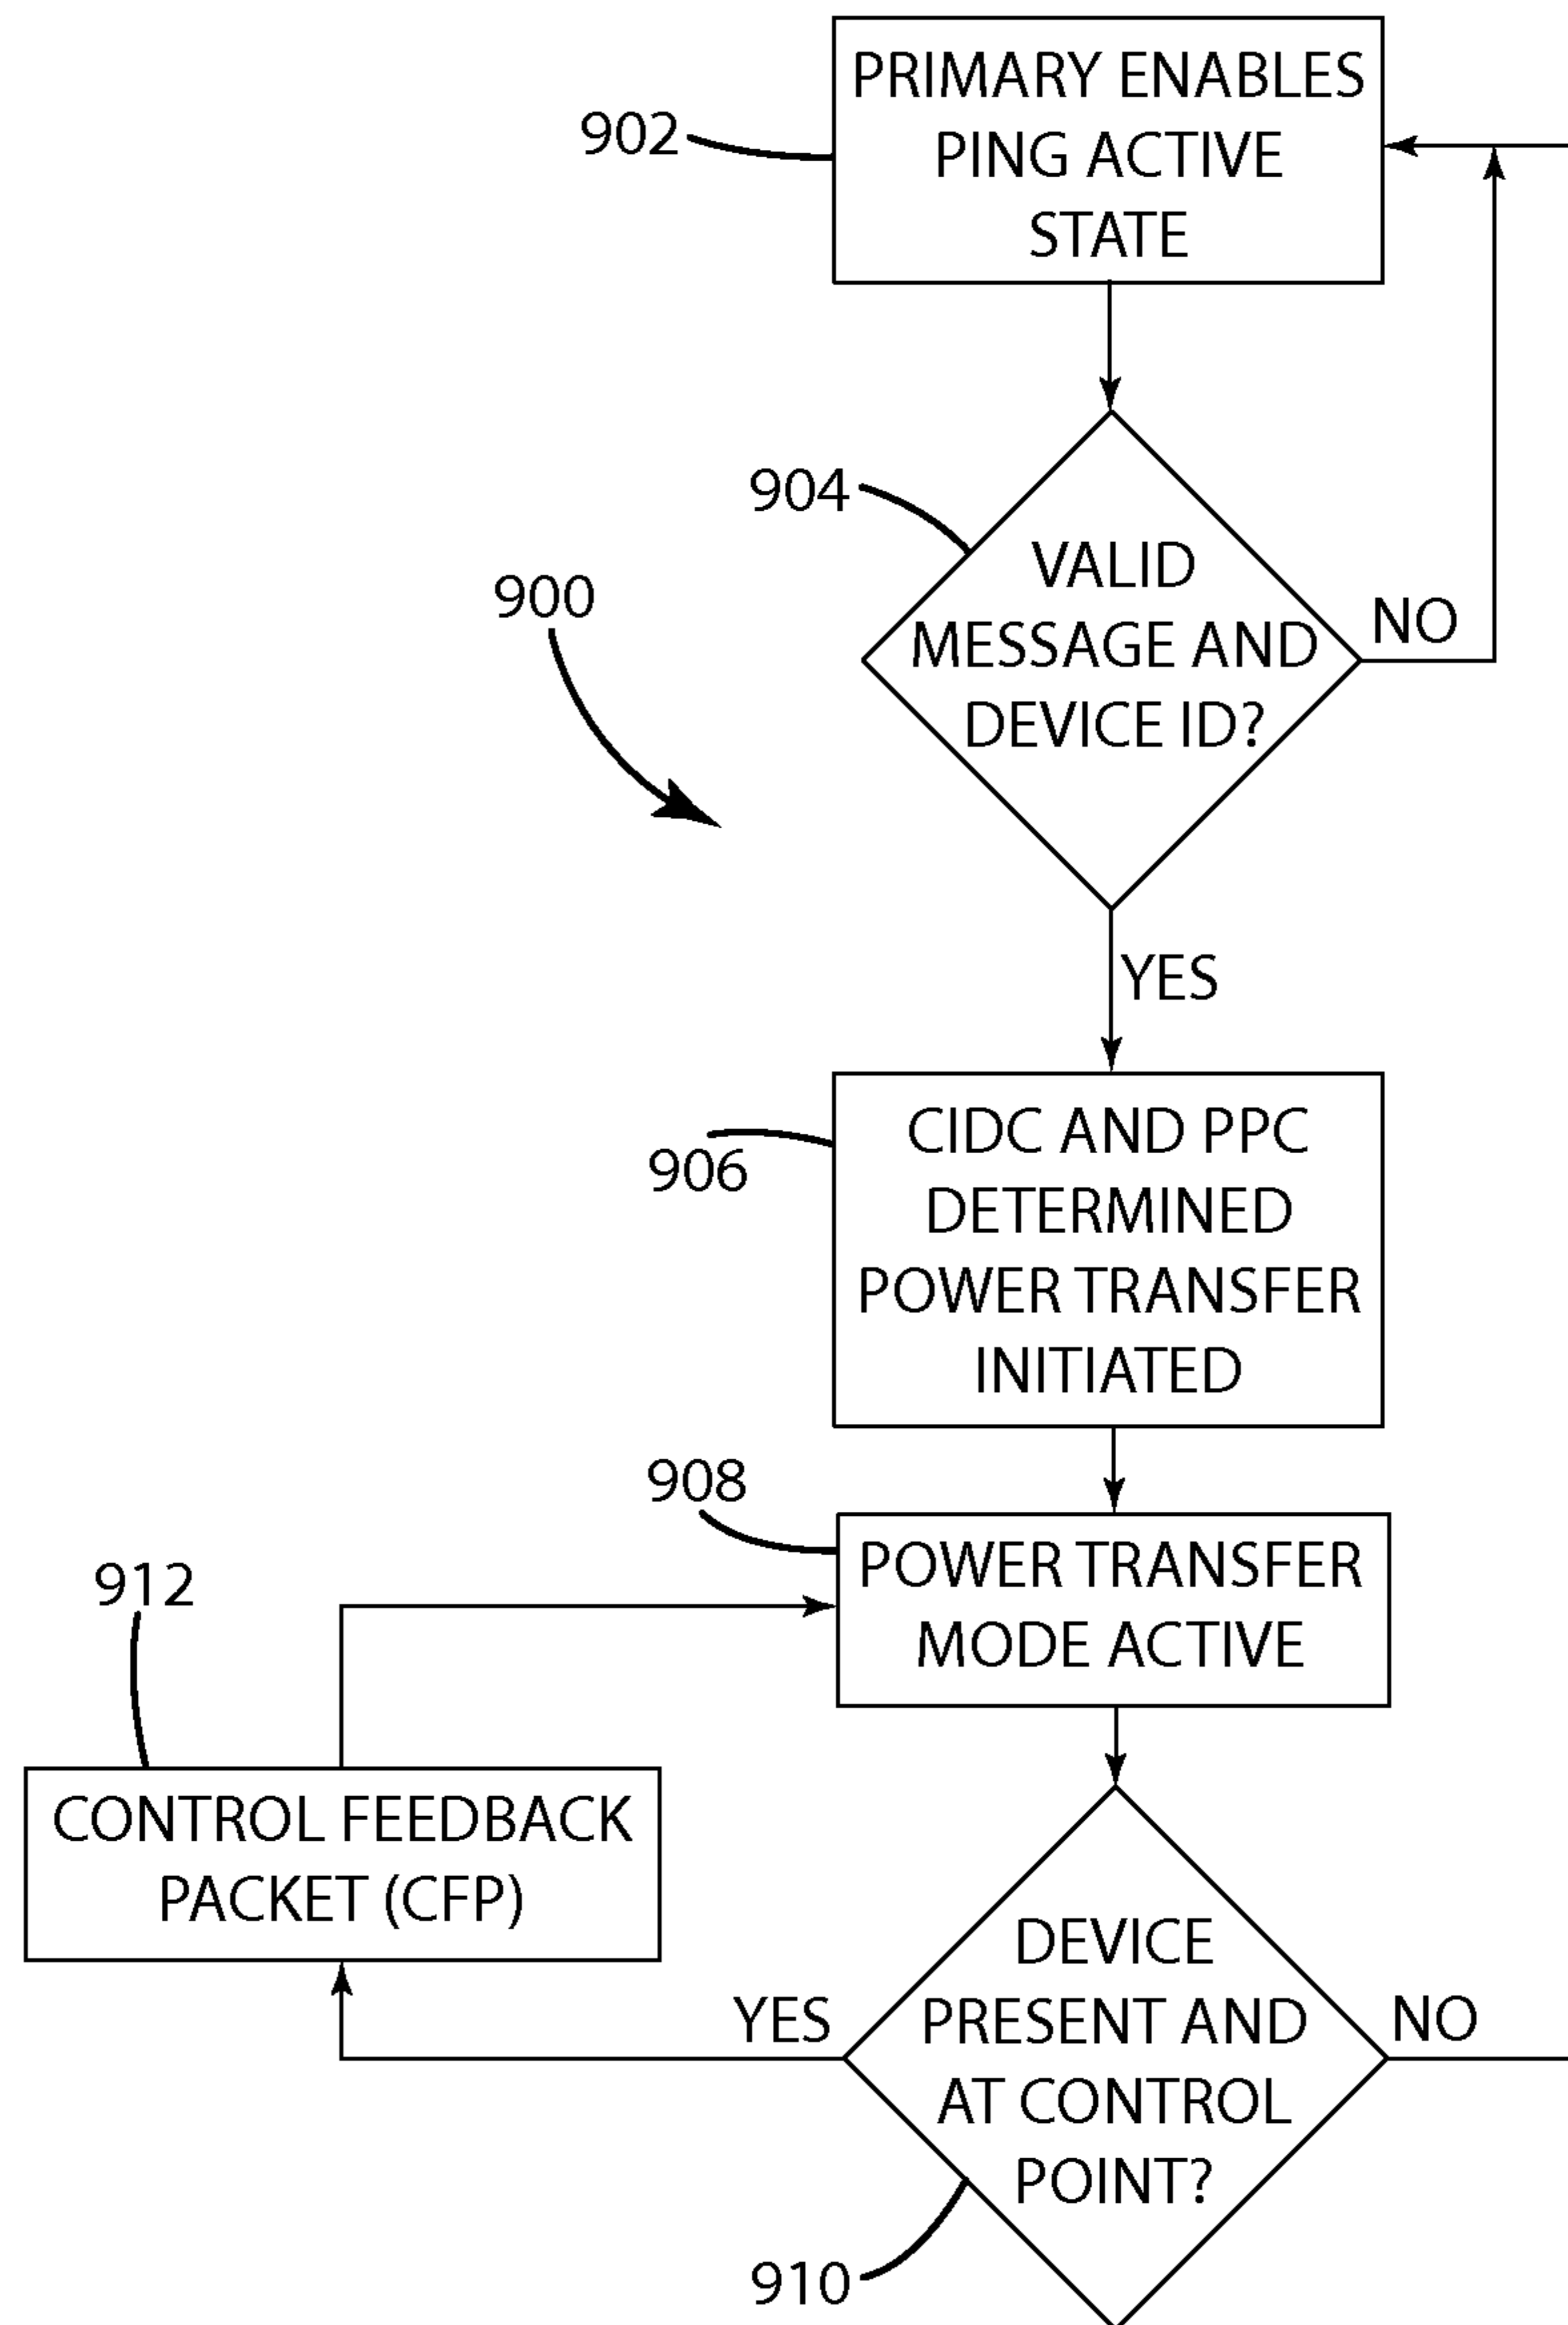 PRIMARY ENABLES
PING ACTIVE
STATE
902
904
VALID
MESSAGE AND
DEVICE ID?
NO
900
YES
CIDC AND PPC
DETERMINED
POWER TRANSFER
INITIATED
906
908
POWER TRANSFER
MODE ACTIVE
912
CONTROL FEEDBACK
PACKET (CFP)
YES
DEVICE
PRESENT AND
AT CONTROL
POINT?
NO
910